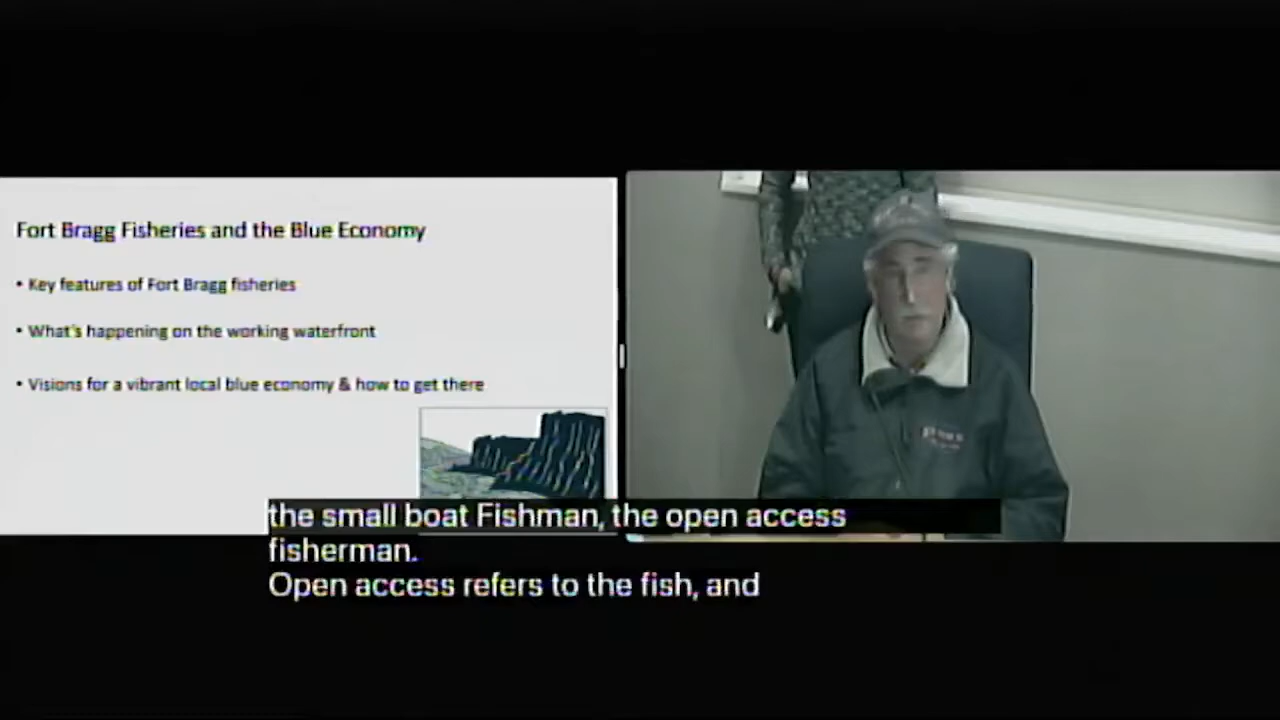 Fort Bragg Fisheries and the Blue Economy
• Key features of Fort Bragg fisheries
• What's happening on the working waterfront
• Visions for a vibrant local blue economy & how to get there
the small boat Fishman, the open access
fisherman.
Open access refers to the fish, and